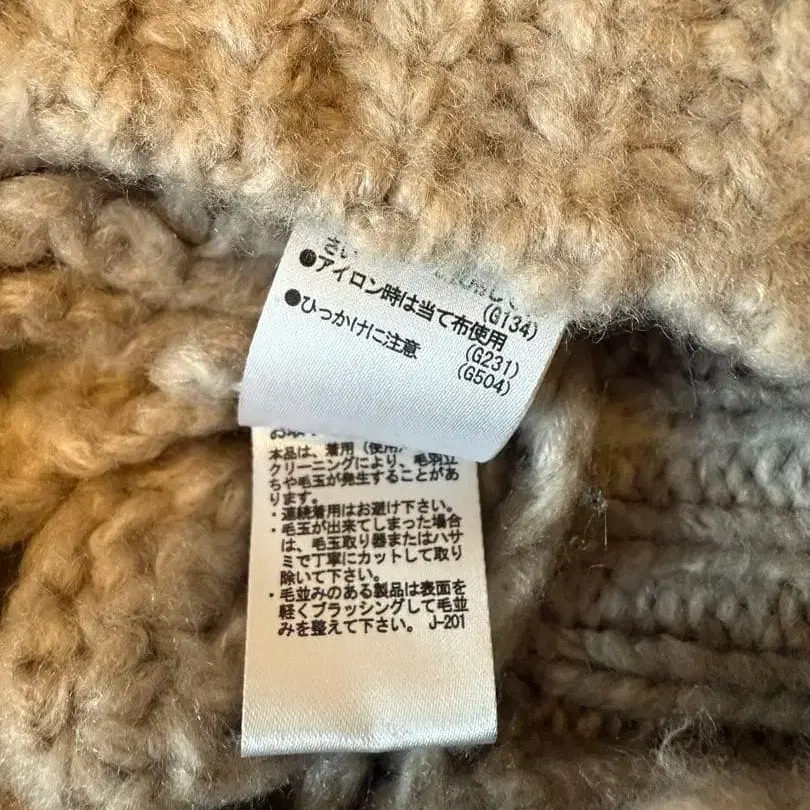 さい
(G134)
●アイロン時は当て布使用
(G231)
●ひっかけに注意
(G504)
本品は、着用（使用）
クリーニングにより、毛羽立
ちや毛玉が発生することがあ
ります。
・連続着用はお避け下さい。
・毛玉が出来てしまった場合
は、毛玉取り器またはハサ
ミで丁寧にカットして取り
除いて下さい。
・毛並みのある製品は表面を
軽くブラッシングして毛並
みを整えて下さい。 J-201